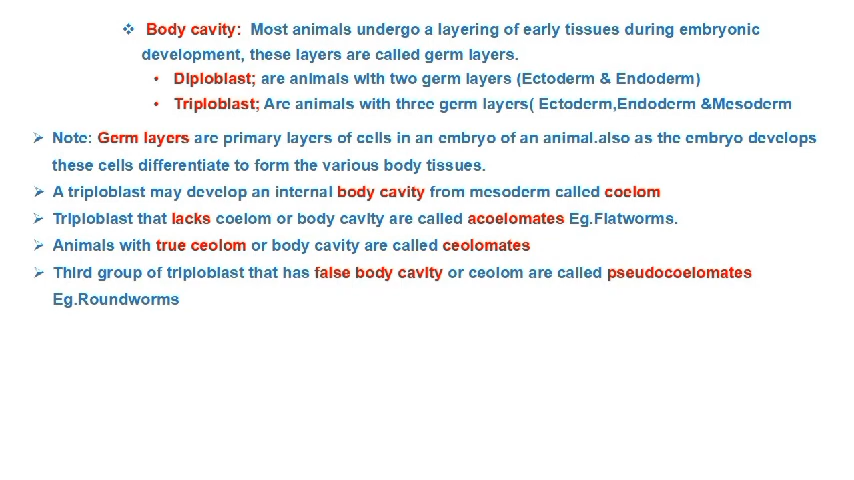 ❖ Body cavity: Most animals undergo a layering of early tissues during embryonic
development, these layers are called germ layers.
• Diploblast; are animals with two germ layers (Ectoderm & Endoderm)
• Triploblast; Are animals with three germ layers( Ectoderm,Endoderm &Mesoderm
➢ Note: Germ layers are primary layers of cells in an embryo of an animal.also as the embryo develops
these cells differentiate to form the various body tissues.
➢ A triploblast may develop an internal body cavity from mesoderm called coelom
➢ Triploblast that lacks coelom or body cavity are called acoelomates Eg.Flatworms.
➢ Animals with true ceolom or body cavity are called ceolomates
➢ Third group of triploblast that has false body cavity or ceolom are called pseudocoelomates
Eg.Roundworms